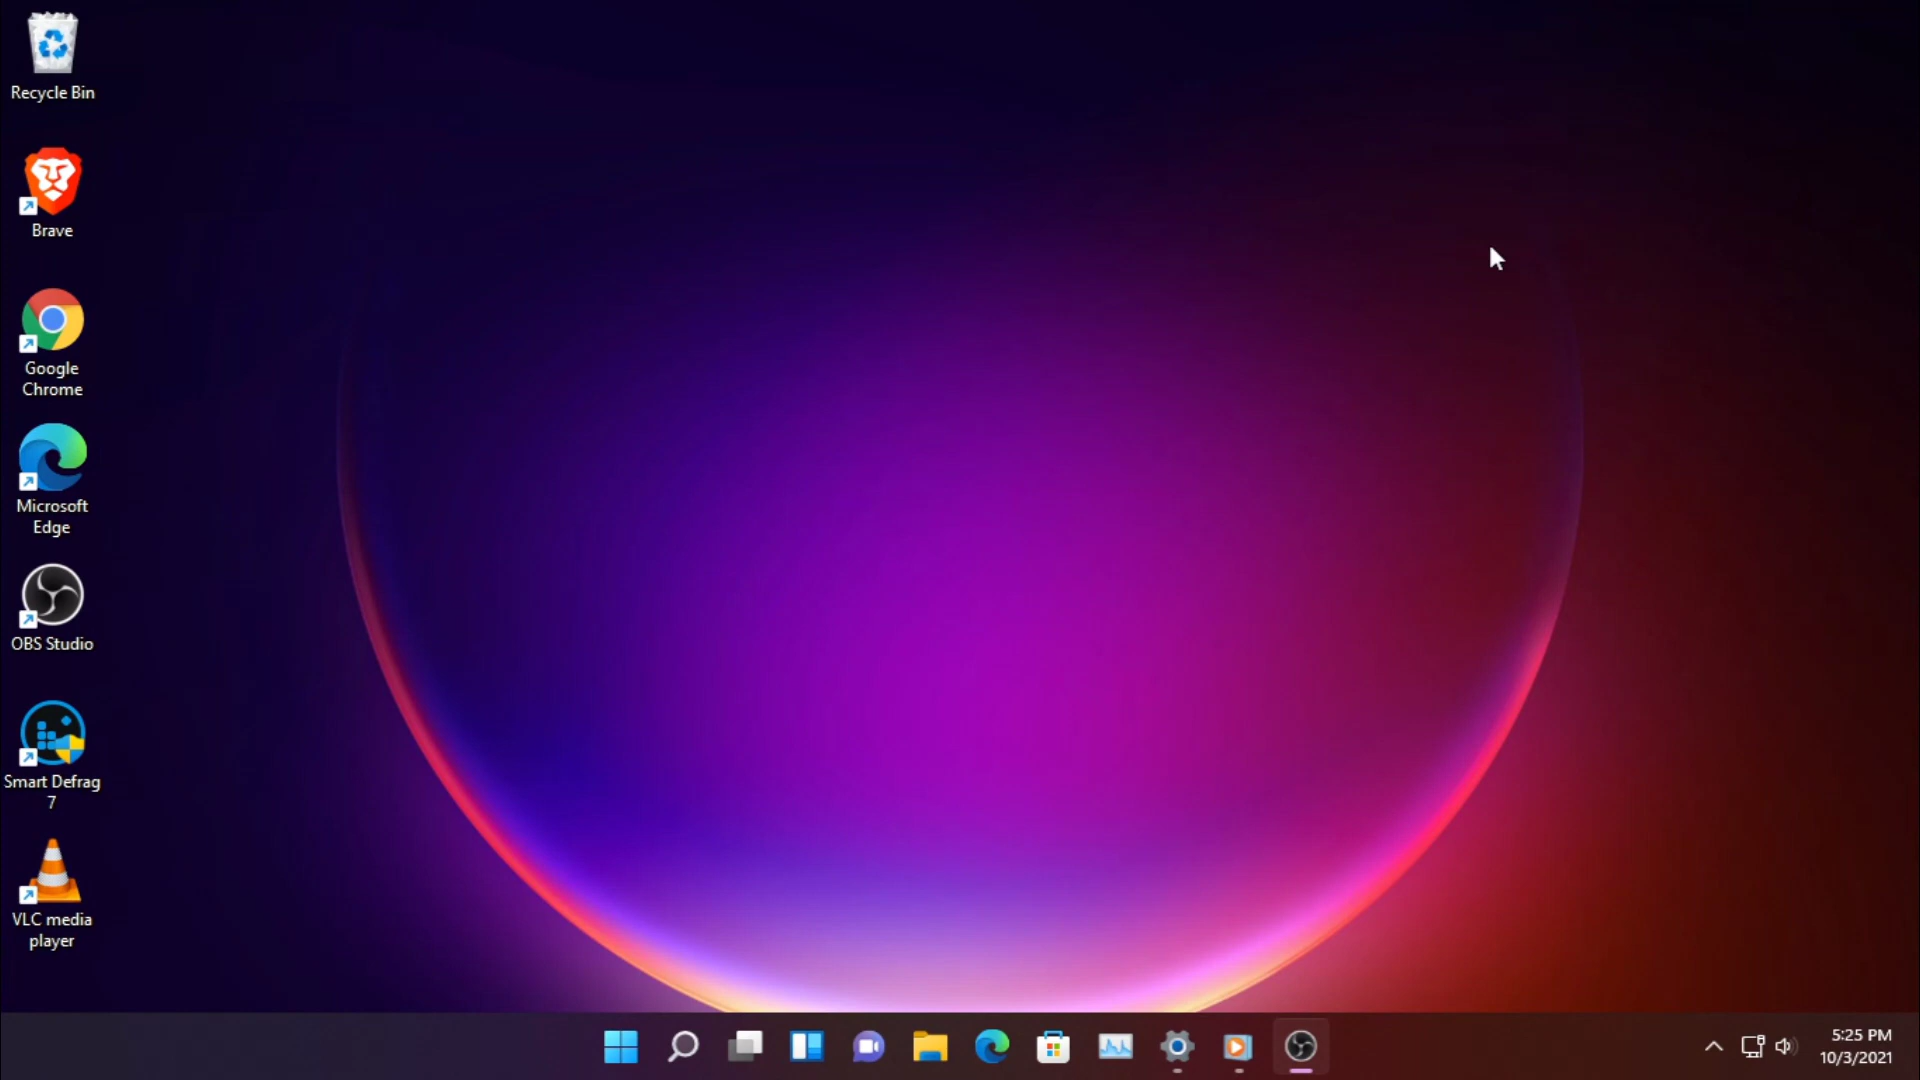 Recycle Bin
Brave
Google
Chrome
Microsoft
Edge
OBS Studio
Smart Defrag
7
VLC media
player
5:25 PM
10/3/2021